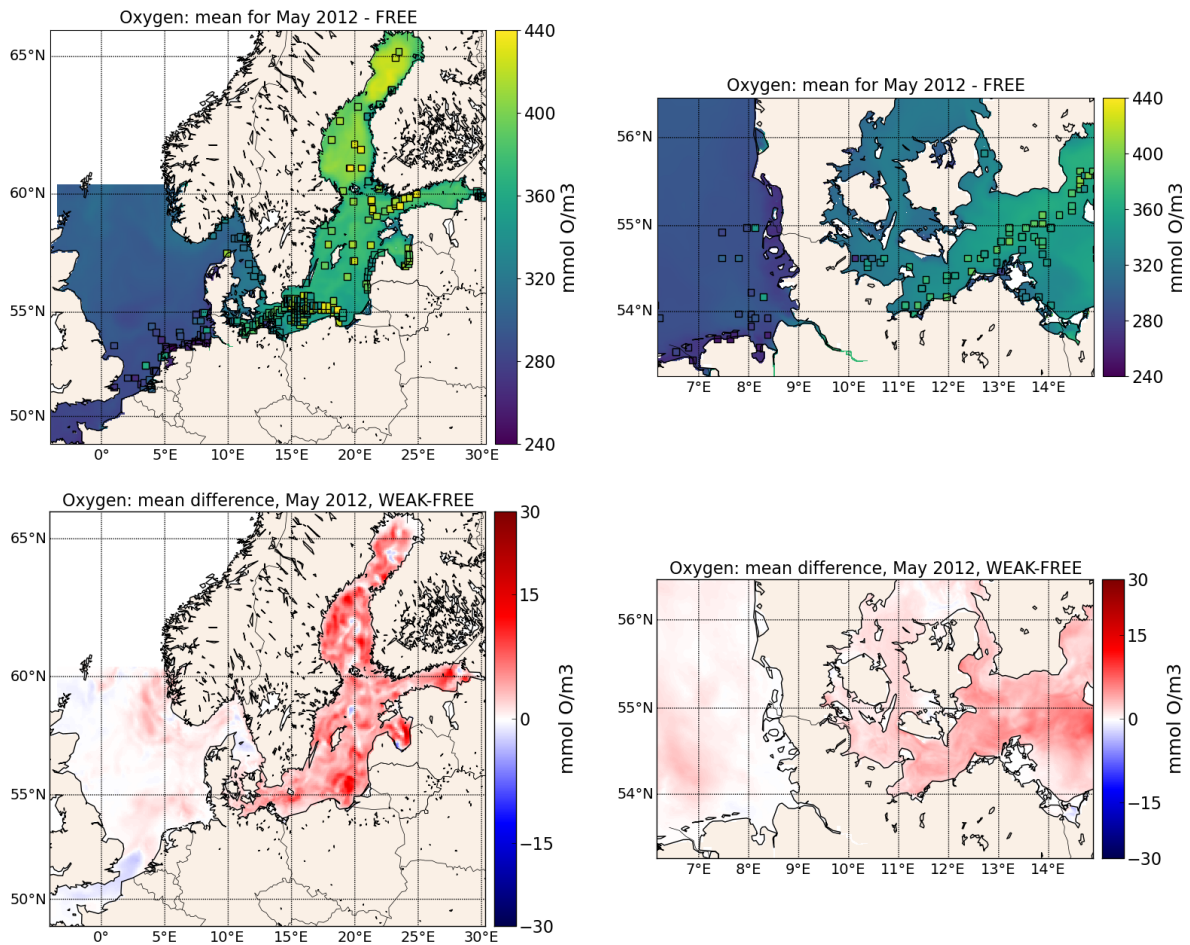 Oxygen: mean for May 2012 - FREE
65°N
60°N
55°N
50°N
0°
5°E
10°E
15°E
20°E
25°E
30°E
440
400
360
320
280
240
mmol O/m3
Oxygen: mean for May 2012 - FREE
56°N
55°N
54°N
7°E
8°E
9°E
10°E
11°E
12°E
13°E
14°E
440
400
360
320
280
240
mmol O/m3
Oxygen: mean difference, May 2012, WEAK-FREE
65°N
60°N
55°N
50°N
0°
5°E
10°E
15°E
20°E
25°E
30°E
30
15
0
−15
−30
mmol O/m3
Oxygen: mean difference, May 2012, WEAK-FREE
56°N
55°N
54°N
7°E
8°E
9°E
10°E
11°E
12°E
13°E
14°E
30
15
0
−15
−30
mmol O/m3